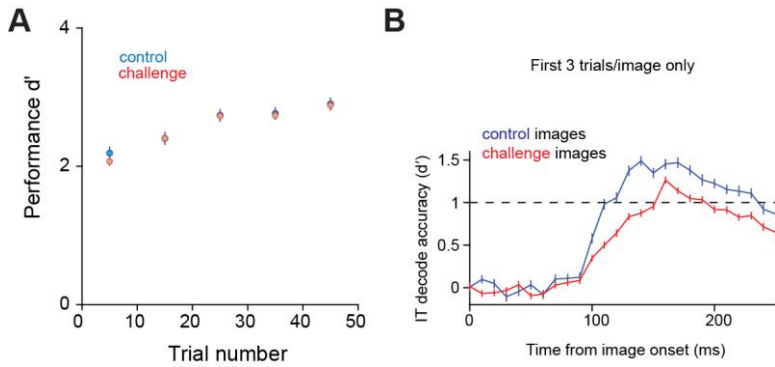 A
Performance d'
4
2
0
control
challenge
0
10
20
30
40
50
Trial number
B
First 3 trials/image only
control images
challenge images
IT decode accuracy (d')
1.5
1
0.5
0
0
100
200
Time from image onset (ms)